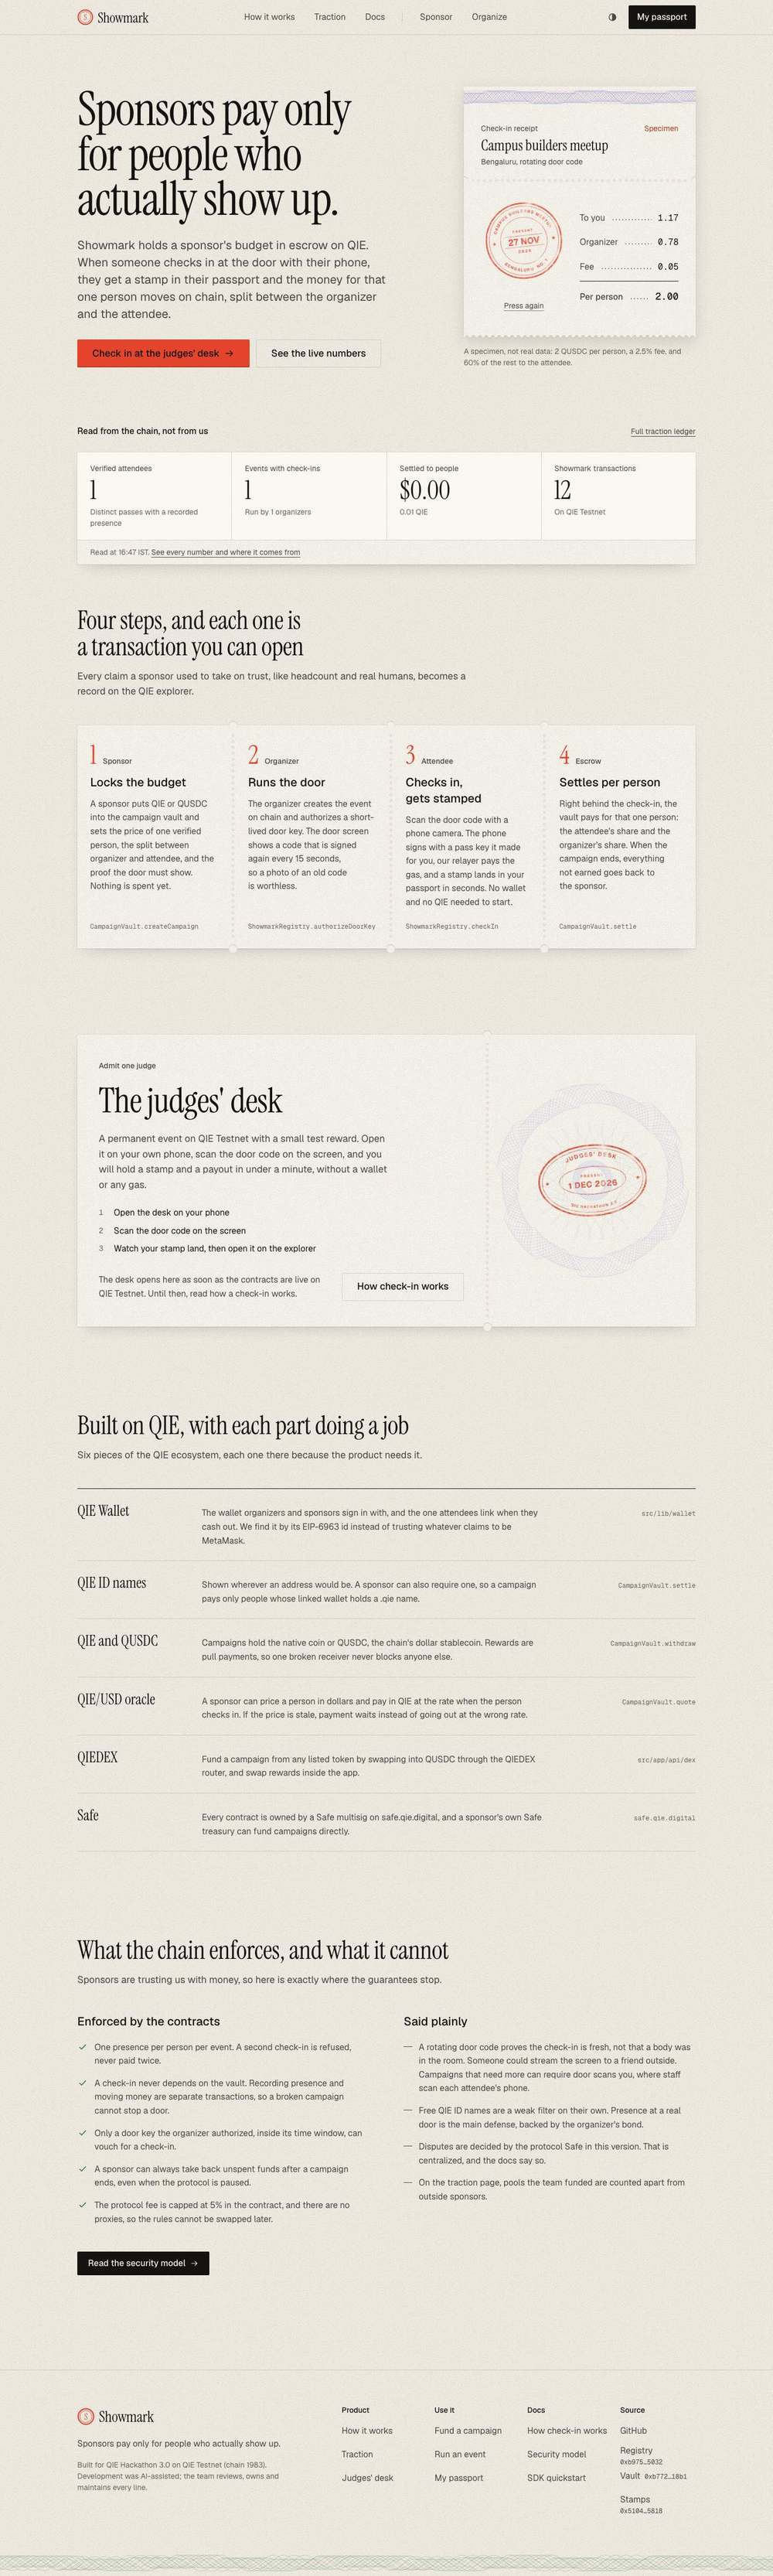 Showmark
How it works
Traction
Docs
Sponsor
Organize
My passport
Sponsors pay only
for people who
actually show up.
Showmark holds a sponsor's budget in escrow on QIE.
When someone checks in at the door with their phone,
they get a stamp in their passport and the money for that
one person moves on chain, split between the organizer
and the attendee.
Check in at the judges' desk →
See the live numbers
Check-in receipt
Specimen
Campus builders meetup
Bengaluru, rotating door code
PRESENT
27 NOV
2026
Press again
To you 1.17
Organizer 0.78
Fee 0.05
Per person 2.00
A specimen, not real data: 2 QUSDC per person, a 2.5% fee, and
60% of the rest to the attendee.
Read from the chain, not from us
Full traction ledger
Verified attendees
1
Distinct passes with a recorded
presence
Events with check-ins
1
Run by 1 organizers
Settled to people
$0.00
0.01 QIE
Showmark transactions
12
On QIE Testnet
Read at 16:47 IST. See every number and where it comes from
Four steps, and each one is
a transaction you can open
Every claim a sponsor used to take on trust, like headcount and real humans, becomes a
record on the QIE explorer.
1 Sponsor
Locks the budget
A sponsor puts QIE or QUSDC
into the campaign vault and
sets the price of one verified
person, the split between
organizer and attendee, and the
proof the door must show.
Nothing is spent yet.
CampaignVault.createCampaign
2 Organizer
Runs the door
The organizer creates the event
on chain and authorizes a short-
lived door key. The door screen
shows a code that is signed
again every 15 seconds,
so a photo of an old code
is worthless.
ShowmarkRegistry.authorizeDoorKey
3 Attendee
Checks in,
gets stamped
Scan the door code with a
phone camera. The phone
signs with a pass key it made
for you, our relayer pays the
gas, and a stamp lands in your
passport in seconds. No wallet
and no QIE needed to start.
ShowmarkRegistry.checkIn
4 Escrow
Settles per person
Right behind the check-in, the
vault pays for that one person:
the attendee's share and the
organizer's share. When the
campaign ends, everything
not earned goes back to
the sponsor.
CampaignVault.settle
Admit one judge
The judges' desk
A permanent event on QIE Testnet with a small test reward. Open
it on your own phone, scan the door code on the screen, and you
will hold a stamp and a payout in under a minute, without a wallet
or any gas.
1 Open the desk on your phone
2 Scan the door code on the screen
3 Watch your stamp land, then open it on the explorer
The desk opens here as soon as the contracts are live on
QIE Testnet. Until then, read how a check-in works.
How check-in works
JUDGES' DESK
PRESENT
1 DEC 2026
Built on QIE, with each part doing a job
Six pieces of the QIE ecosystem, each one there because the product needs it.
QIE Wallet
The wallet organizers and sponsors sign in with, and the one attendees link when they
cash out. We find it by its EIP-6963 id instead of trusting whatever claims to be
MetaMask.
src/lib/wallet
QIE ID names
Shown wherever an address would be. A sponsor can also require one, so a campaign
pays only people whose linked wallet holds a .qie name.
CampaignVault.settle
QIE and QUSDC
Campaigns hold the native coin or QUSDC, the chain's dollar stablecoin. Rewards are
pull payments, so one broken receiver never blocks anyone else.
CampaignVault.withdraw
QIE/USD oracle
A sponsor can price a person in dollars and pay in QIE at the rate when the person
checks in. If the price is stale, payment waits instead of going out at the wrong rate.
CampaignVault.quote
QIEDEX
Fund a campaign from any listed token by swapping into QUSDC through the QIEDEX
router, and swap rewards inside the app.
src/app/api/dex
Safe
Every contract is owned by a Safe multisig on safe.qie.digital, and a sponsor's own Safe
treasury can fund campaigns directly.
safe.qie.digital
What the chain enforces, and what it cannot
Sponsors are trusting us with money, so here is exactly where the guarantees stop.
Enforced by the contracts
One presence per person per event. A second check-in is refused,
never paid twice.
A check-in never depends on the vault. Recording presence and
moving money are separate transactions, so a broken campaign
cannot stop a door.
Only a door key the organizer authorized, inside its time window, can
vouch for a check-in.
A sponsor can always take back unspent funds after a campaign
ends, even when the protocol is paused.
The protocol fee is capped at 5% in the contract, and there are no
proxies, so the rules cannot be swapped later.
Said plainly
A rotating door code proves the check-in is fresh, not that a body was
in the room. Someone could stream the screen to a friend outside.
Campaigns that need more can require door scans you, where staff
scan each attendee's phone.
Free QIE ID names are a weak filter on their own. Presence at a real
door is the main defense, backed by the organizer's bond.
Disputes are decided by the protocol Safe in this version. That is
centralized, and the docs say so.
On the traction page, pools the team funded are counted apart from
outside sponsors.
Read the security model →
Showmark
Sponsors pay only for people who actually show up.
Built for QIE Hackathon 3.0 on QIE Testnet (chain 1983).
Development was AI-assisted; the team reviews, owns and
maintains every line.
Product
How it works
Traction
Judges' desk
Use it
Fund a campaign
Run an event
My passport
Docs
How check-in works
Security model
SDK quickstart
Source
GitHub
Registry
0xb975…5032
Vault 0xb772…18b1
Stamps
0x5104…5818